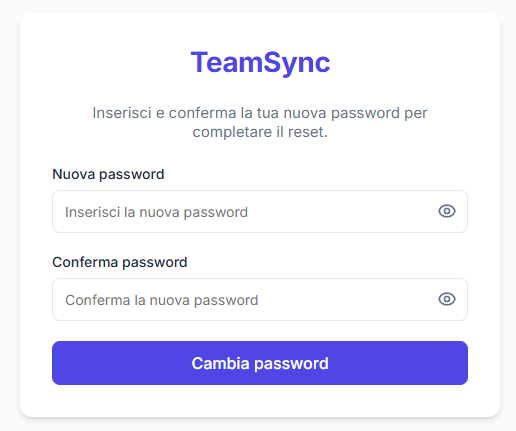 TeamSync
Inserisci e conferma la tua nuova password per
completare il reset.
Nuova password
Inserisci la nuova password
Conferma password
Conferma la nuova password
Cambia password